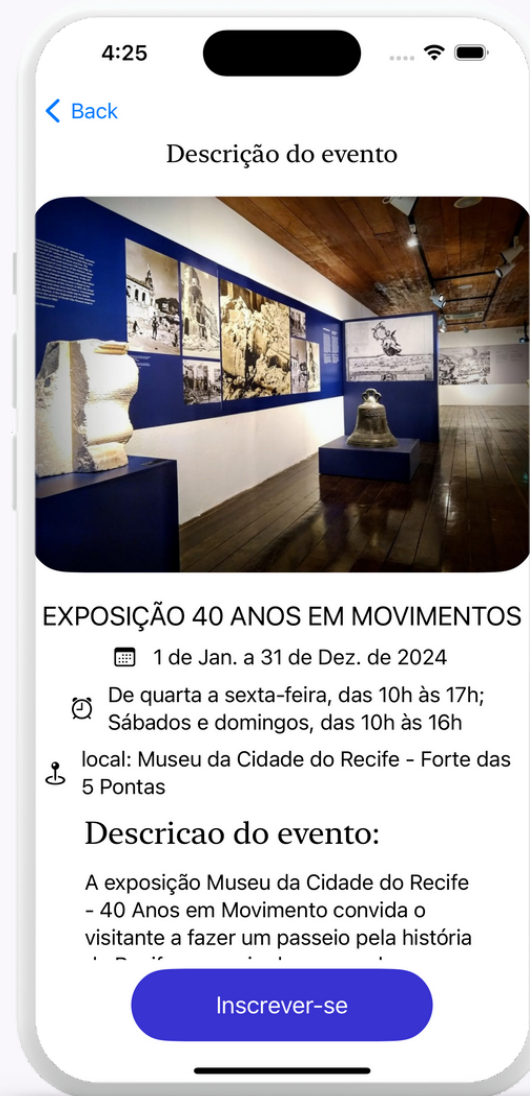 4:25
Back
Descrição do evento
EXPOSIÇÃO 40 ANOS EM MOVIMENTOS
1 de Jan. a 31 de Dez. de 2024
De quarta a sexta-feira, das 10h às 17h;
Sábados e domingos, das 10h às 16h
local: Museu da Cidade do Recife - Forte das
5 Pontas
Descricao do evento:
A exposição Museu da Cidade do Recife
- 40 Anos em Movimento convida o
visitante a fazer um passeio pela história
Inscrever-se